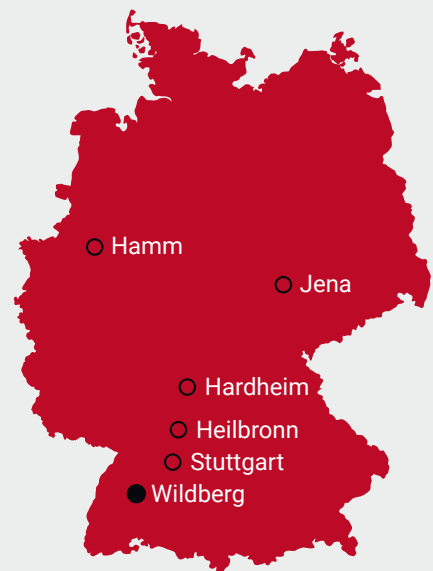 Hamm
Jena
Hardheim
Heilbronn
Stuttgart
Wildberg